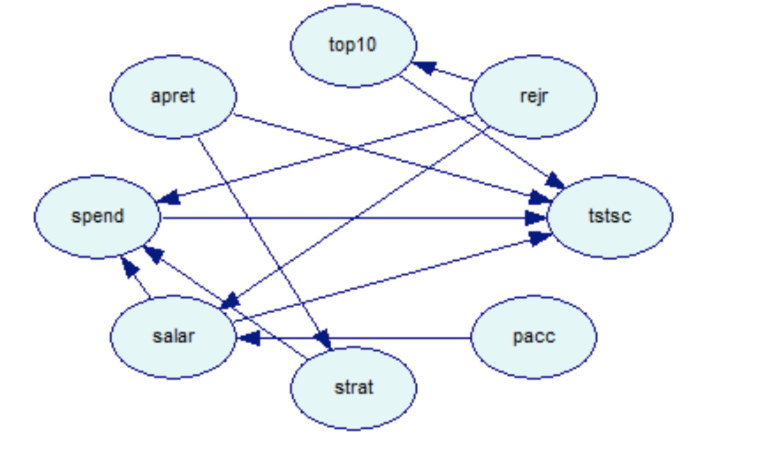 top10
apret
rejr
spend
tstsc
salar
pacc
strat